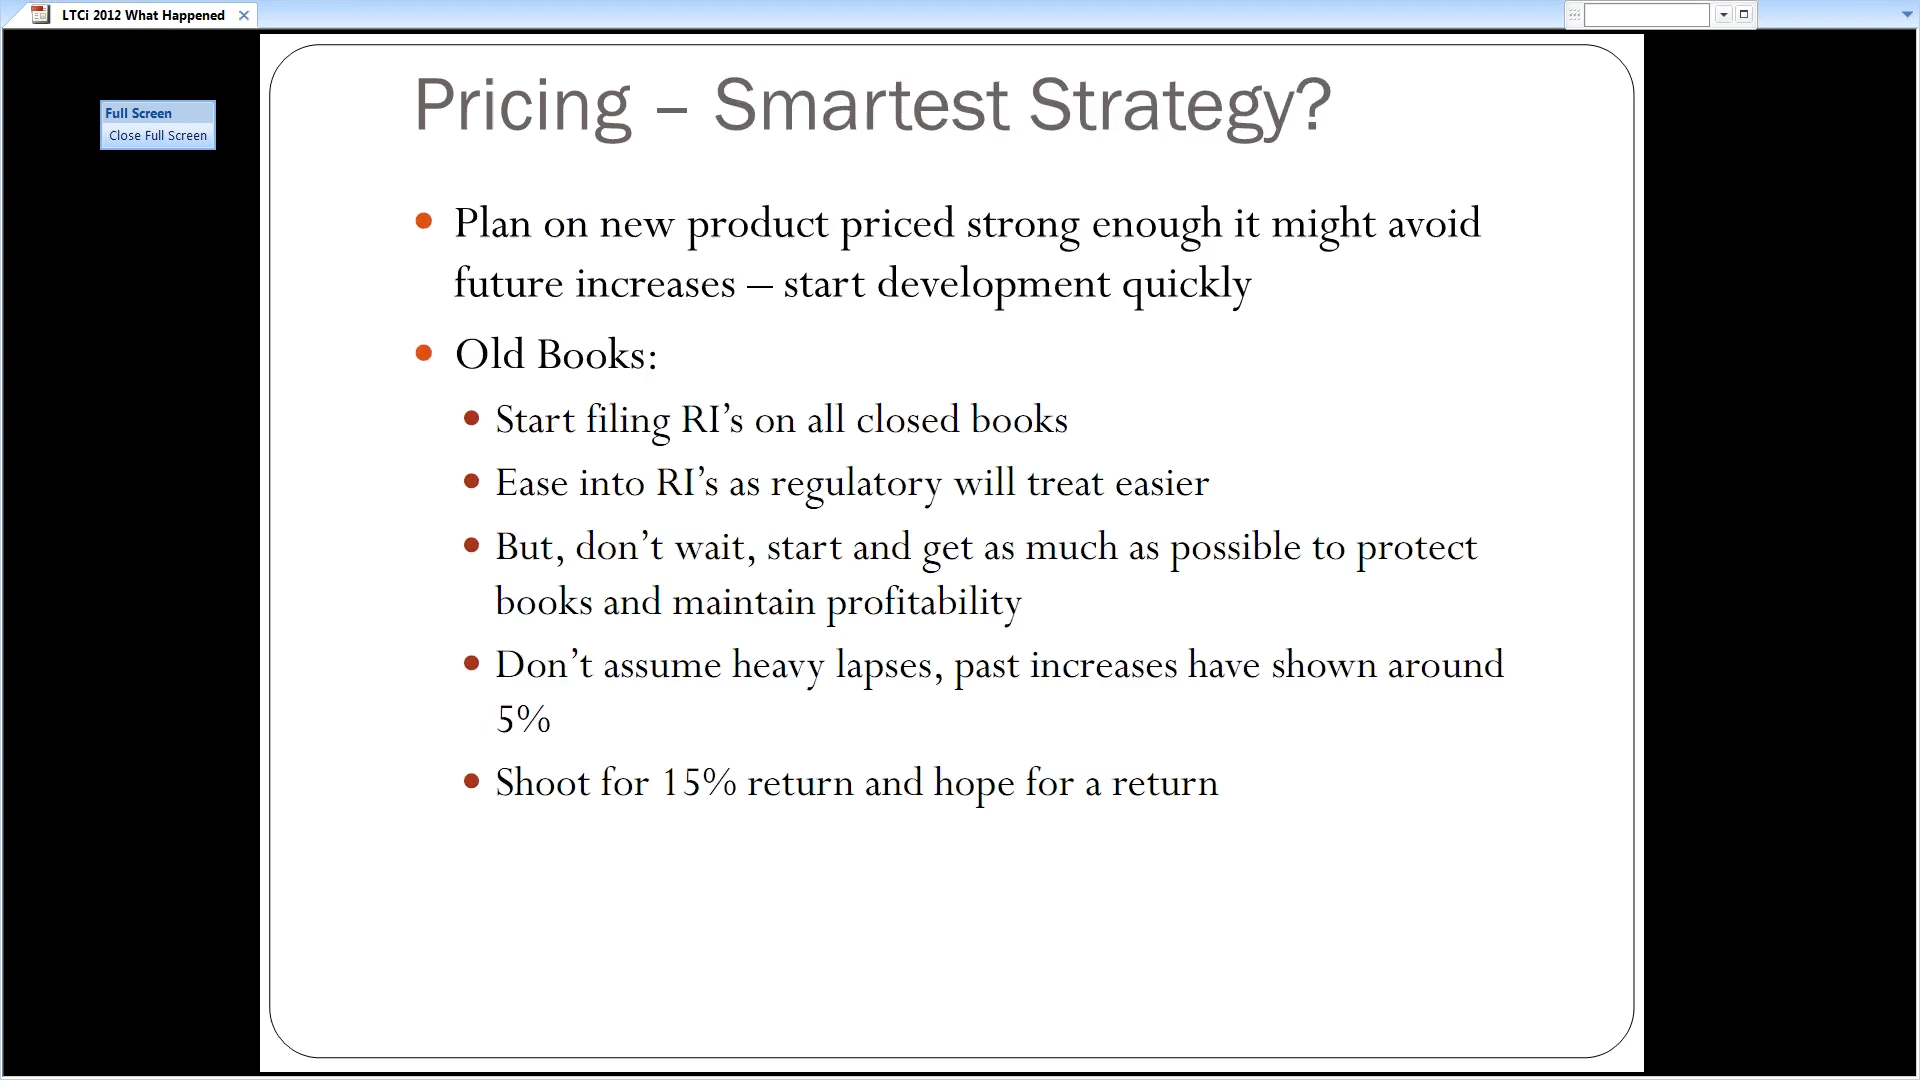 LTCi 2012 What Happened
Full Screen
Close Full Screen
Pricing – Smartest Strategy?
Plan on new product priced strong enough it might avoid
future increases – start development quickly
Old Books:
Start filing RI’s on all closed books
Ease into RI’s as regulatory will treat easier
But, don’t wait, start and get as much as possible to protect
books and maintain profitability
Don’t assume heavy lapses, past increases have shown around
5%
Shoot for 15% return and hope for a return